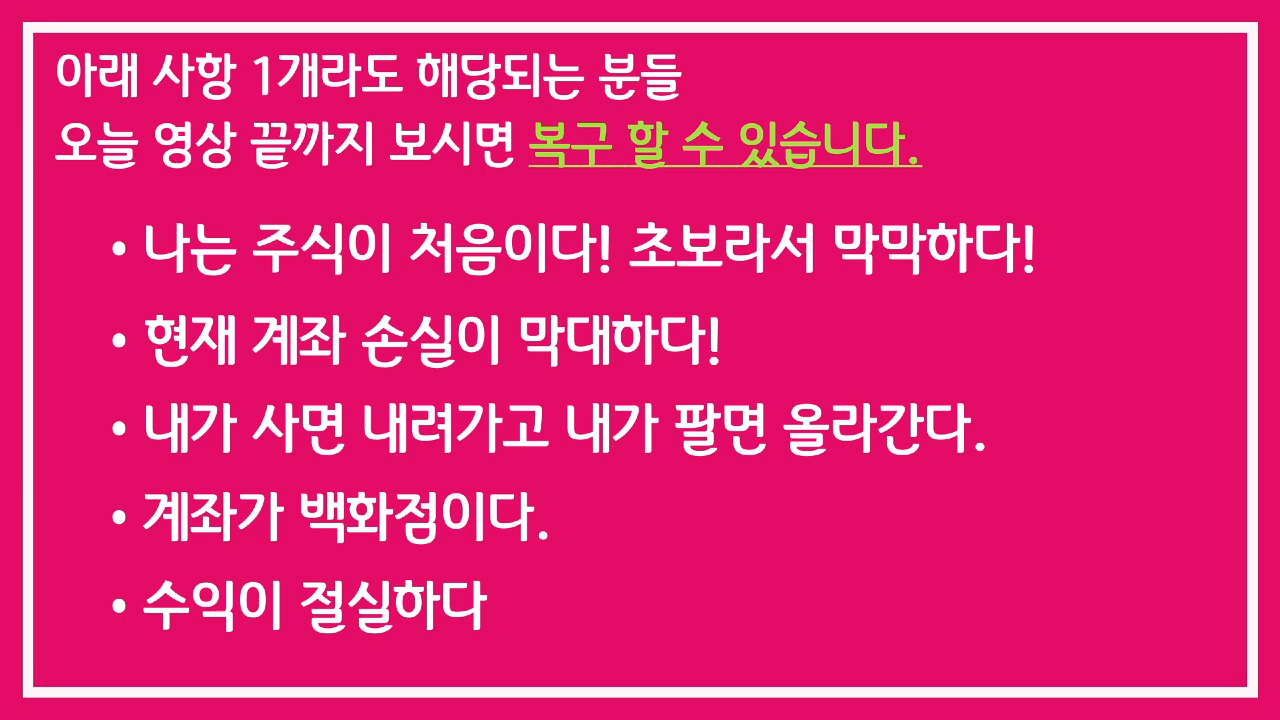 아래 사항 1개라도 해당되는 분들
오늘 영상 끝까지 보시면 복구 할 수 있습니다.
• 나는 주식이 처음이다! 초보라서 막막하다!
• 현재 계좌 손실이 막대하다!
• 내가 사면 내려가고 내가 팔면 올라간다.
• 계좌가 백화점이다.
• 수익이 절실하다